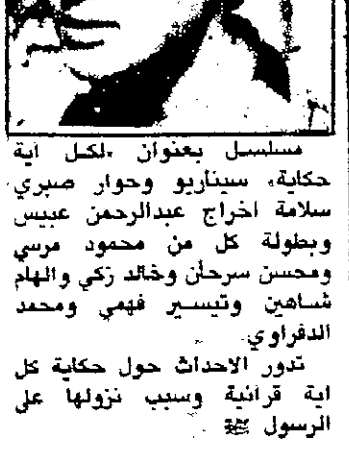 مسلسل بعنوان «لكل اية
حكاية» سيناريو وحوار صبري
سلامة اخراج عبدالرحمن عبيس
وبطولة كل من محمود مرسي
ومحسن سرحان وخالد زكي والهام
شاهين وتيسير فهمي ومحمد
الدفراوي
تدور الاحداث حول حكاية كل
اية قرآنية وسبب نزولها على
الرسول ﷺ